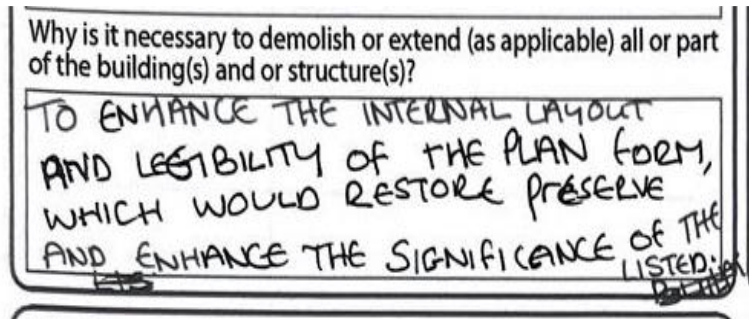 Why is it necessary to demolish or extend (as applicable) all or part
of the building(s) and or structure(s)?
TO ENHANCE THE INTERNAL LAYOUT
AND LEGIBILITY OF THE PLAN FORM,
WHICH WOULD RESTORE PRESERVE
AND ENHANCE THE SIGNIFICANCE OF THE
LISTED